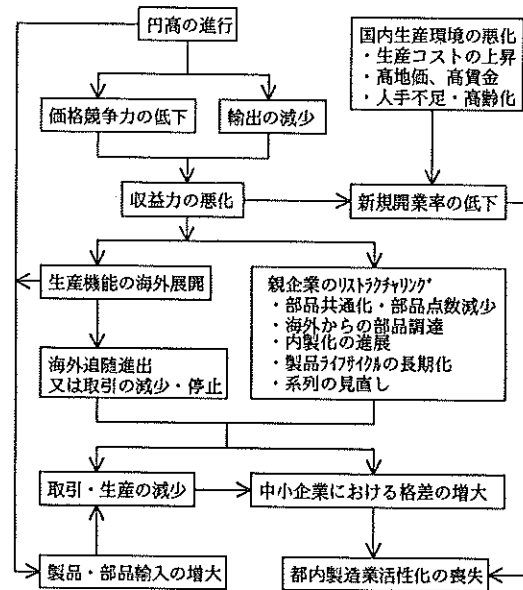 円高の進行
国内生産環境の悪化
・生産コストの上昇
・高地価、高賃金
・人手不足・高齢化
価格競争力の低下
輸出の減少
収益力の悪化
新規開業率の低下
生産機能の海外展開
親企業のリストラクチャリング
・部品共通化・部品点数減少
・海外からの部品調達
・内製化の進展
・製品ライフサイクルの長期化
・系列の見直し
海外追随進出
又は取引の減少・停止
取引・生産の減少
中小企業における格差の増大
製品・部品輸入の増大
都内製造業活性化の喪失